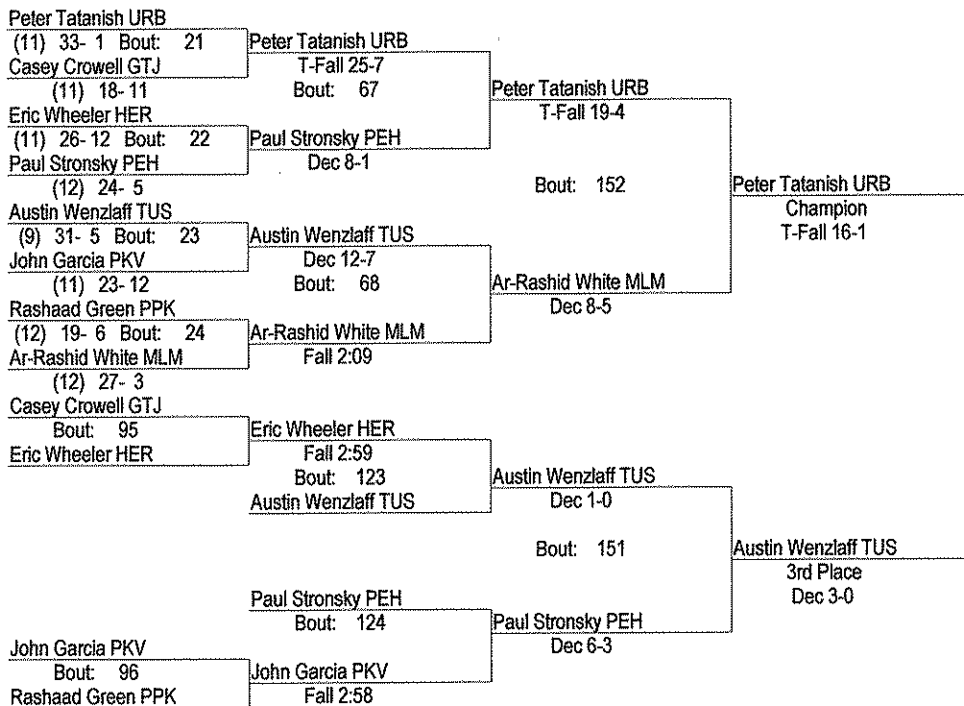 Peter Tatanish URB
(11) 33- 1 Bout: 21
Casey Crowell GTJ
(11) 18- 11
Eric Wheeler HER
(11) 26- 12 Bout: 22
Paul Stronsky PEH
(12) 24- 5
Austin Wenzlaff TUS
(9) 31- 5 Bout: 23
John Garcia PKV
(11) 23- 12
Rashaad Green PPK
(12) 19- 6 Bout: 24
Ar-Rashid White MLM
(12) 27- 3
Peter Tatanish URB
T-Fall 25-7
Bout: 67
Paul Stronsky PEH
Dec 8-1
Austin Wenzlaff TUS
Dec 12-7
Bout: 68
Ar-Rashid White MLM
Fall 2:09
Peter Tatanish URB
T-Fall 19-4
Bout: 152
Ar-Rashid White MLM
Dec 8-5
Peter Tatanish URB
Champion
T-Fall 16-1
Casey Crowell GTJ
Bout: 95
Eric Wheeler HER
Eric Wheeler HER
Fall 2:59
Bout: 123
Austin Wenzlaff TUS
Austin Wenzlaff TUS
Dec 1-0
Bout: 151
Paul Stronsky PEH
Bout: 124
John Garcia PKV
Bout: 96
Rashaad Green PPK
John Garcia PKV
Fall 2:58
Paul Stronsky PEH
Dec 6-3
Austin Wenzlaff TUS
3rd Place
Dec 3-0